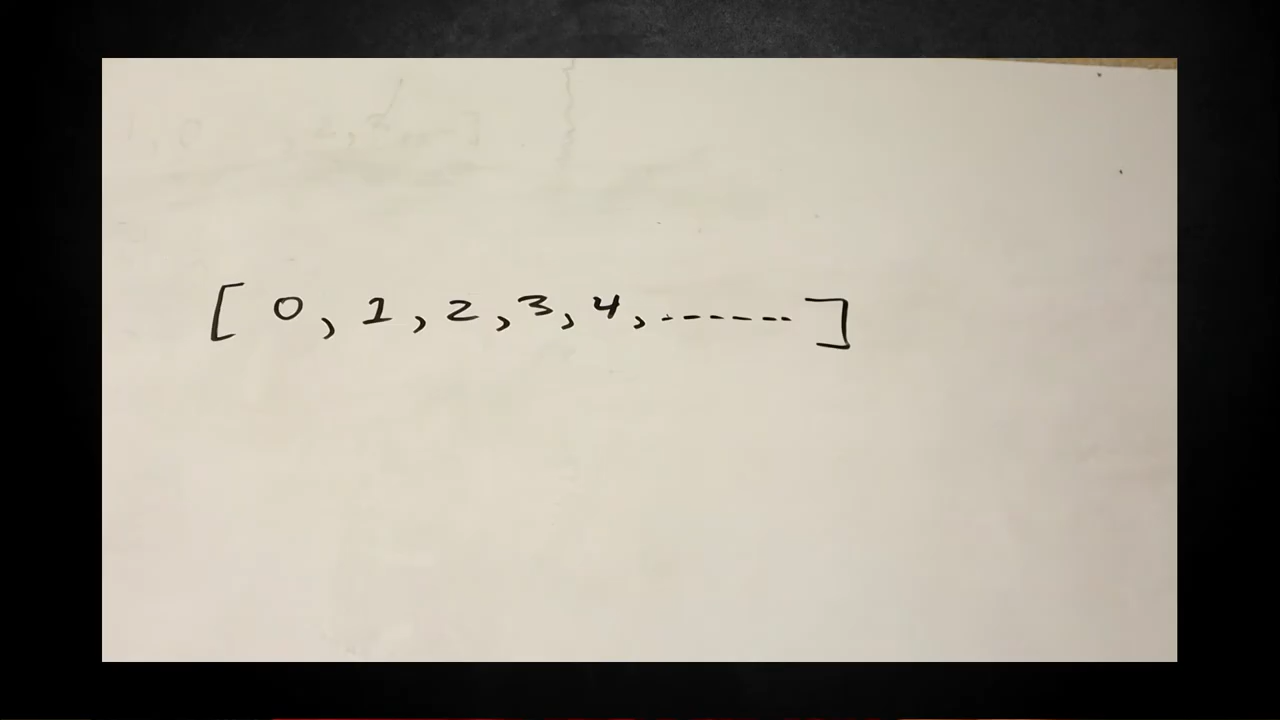 [ 0, 1, 2, 3, 4, ....... ]